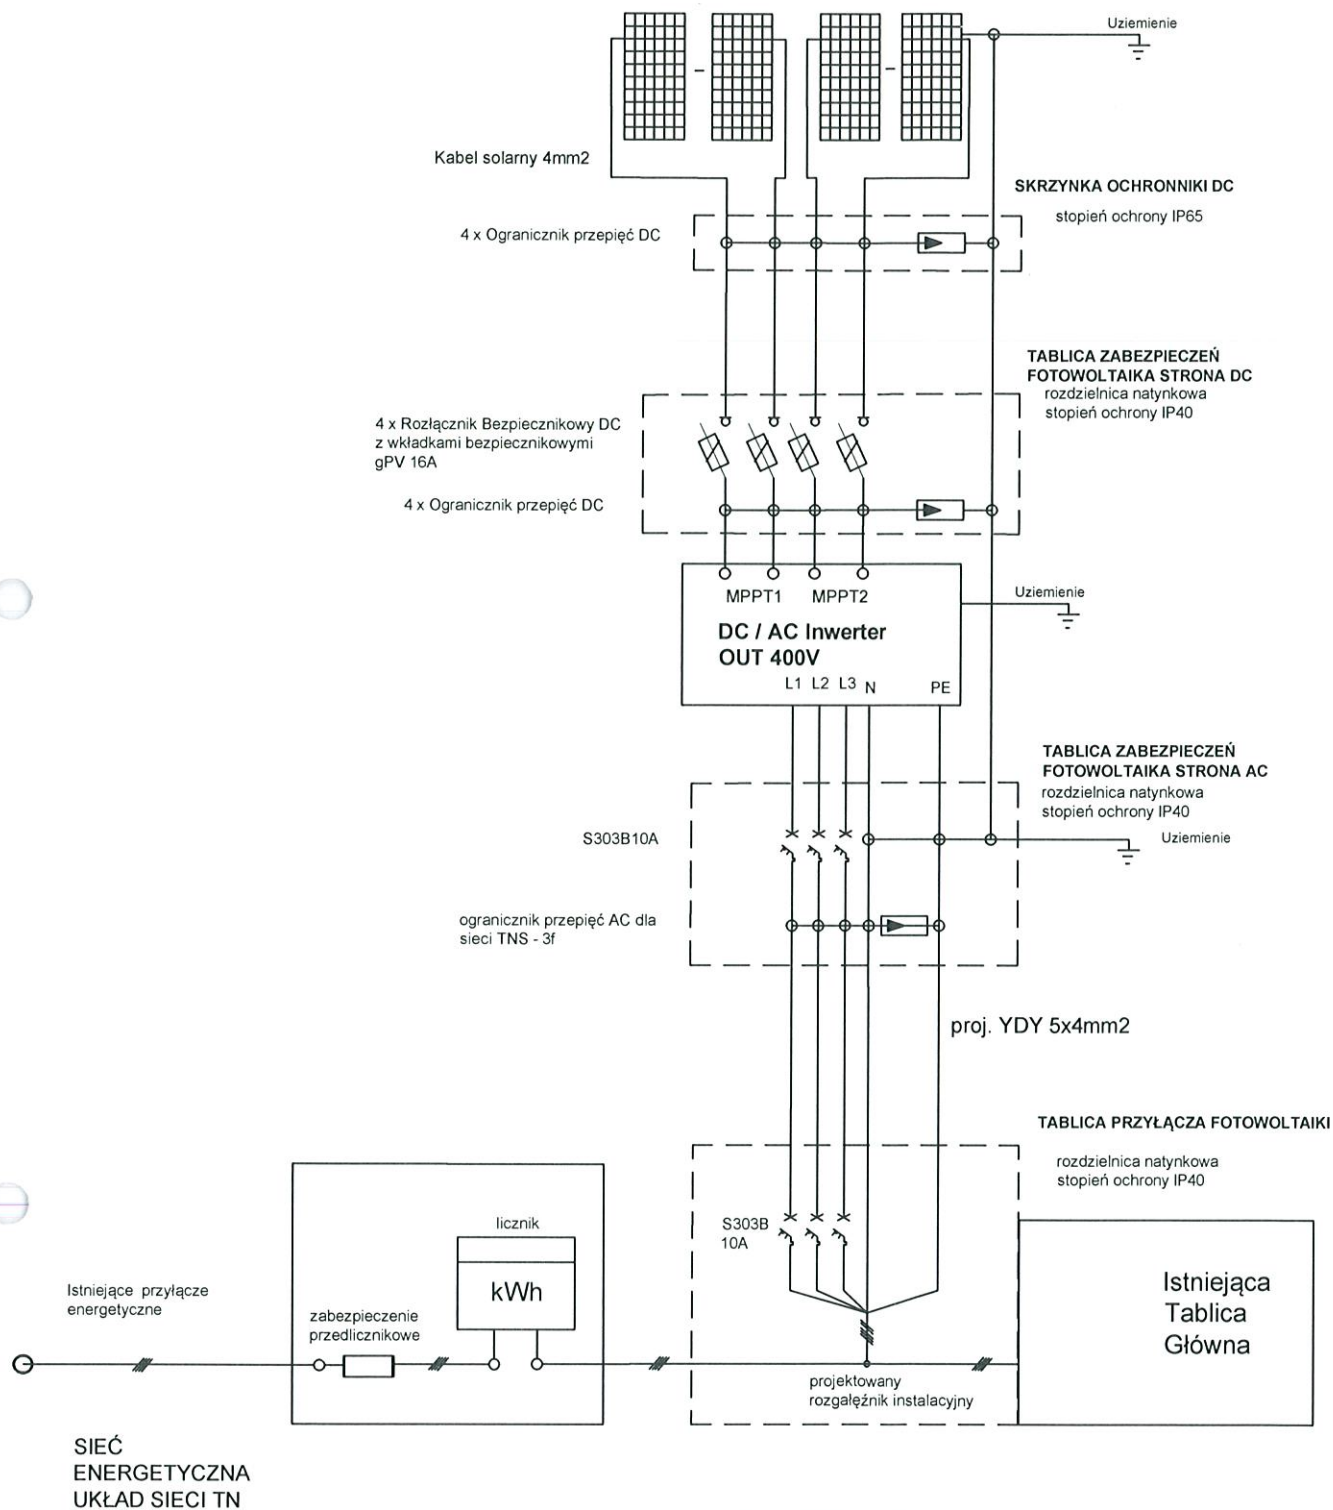 Uziemienie
Kabel solarny 4mm2
SKRZYNKA OCHRONNIKI DC
stopień ochrony IP65
4 x Ogranicznik przepięć DC
TABLICA ZABEZPIECZEŃ
FOTOWOLTAIKA STRONA DC
rozdzielnica natynkowa
stopień ochrony IP40
4 x Rozłącznik Bezpiecznikowy DC
z wkładkami bezpiecznikowymi
gPV 16A
4 x Ogranicznik przepięć DC
MPPT1 MPPT2
Uziemienie
DC / AC Inwerter
OUT 400V
L1 L2 L3 N PE
TABLICA ZABEZPIECZEŃ
FOTOWOLTAIKA STRONA AC
rozdzielnica natynkowa
stopień ochrony IP40
S303B10A
Uziemienie
ogranicznik przepięć AC dla
sieci TNS - 3f
proj. YDY 5x4mm2
TABLICA PRZYŁĄCZA FOTOWOLTAIKI
rozdzielnica natynkowa
stopień ochrony IP40
S303B
10A
licznik
kWh
Istniejące przyłącze
energetyczne
zabezpieczenie
przedlicznikowe
Istniejąca
Tablica
Główna
projektowany
rozgałęźnik instalacyjny
SIEĆ
ENERGETYCZNA
UKŁAD SIECI TN